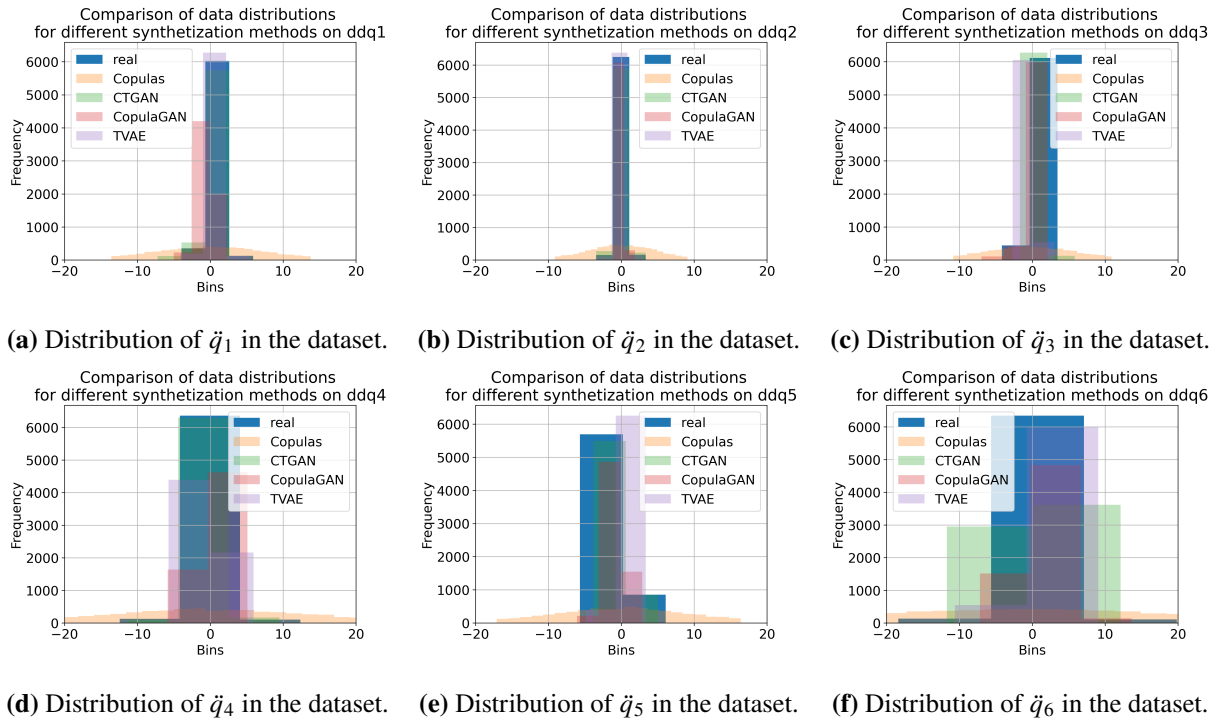 Comparison of data distributions
for different synthetization methods on ddq1
6000
5000
4000
3000
2000
1000
0
Frequency
real
Copulas
CTGAN
CopulaGAN
TVAE
−20 −10 0 10 20
Bins
(a) Distribution of q̈1 in the dataset.
Comparison of data distributions
for different synthetization methods on ddq2
6000
5000
4000
3000
2000
1000
0
Frequency
real
Copulas
CTGAN
CopulaGAN
TVAE
−20 −10 0 10 20
Bins
(b) Distribution of q̈2 in the dataset.
Comparison of data distributions
for different synthetization methods on ddq3
6000
5000
4000
3000
2000
1000
0
Frequency
real
Copulas
CTGAN
CopulaGAN
TVAE
−20 −10 0 10 20
Bins
(c) Distribution of q̈3 in the dataset.
Comparison of data distributions
for different synthetization methods on ddq4
6000
5000
4000
3000
2000
1000
0
Frequency
real
Copulas
CTGAN
CopulaGAN
TVAE
−20 −10 0 10 20
Bins
(d) Distribution of q̈4 in the dataset.
Comparison of data distributions
for different synthetization methods on ddq5
6000
5000
4000
3000
2000
1000
0
Frequency
real
Copulas
CTGAN
CopulaGAN
TVAE
−20 −10 0 10 20
Bins
(e) Distribution of q̈5 in the dataset.
Comparison of data distributions
for different synthetization methods on ddq6
6000
5000
4000
3000
2000
1000
0
Frequency
real
Copulas
CTGAN
CopulaGAN
TVAE
−20 −10 0 10 20
Bins
(f) Distribution of q̈6 in the dataset.